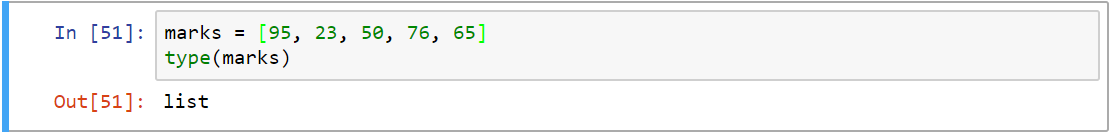 In [51]: marks = [95, 23, 50, 76, 65]
type(marks)
Out[51]: list